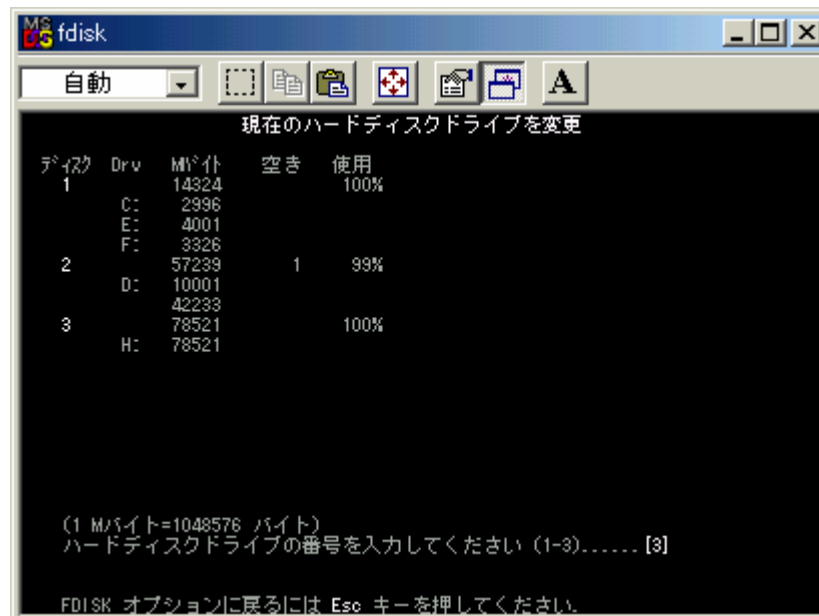 MS DOS fdisk
自動
A
現在のハードディスクドライブを変更
ディスク Drv Mバイト 空き 使用
1 14324 100%
C: 2996
E: 4001
F: 3326
2 57239 1 99%
D: 10001
42233
3 78521 100%
H: 78521
(1 Mバイト=1048576 バイト)
ハードディスクドライブの番号を入力してください (1-3)......[3]
FDISK オプションに戻るには Esc キーを押してください.